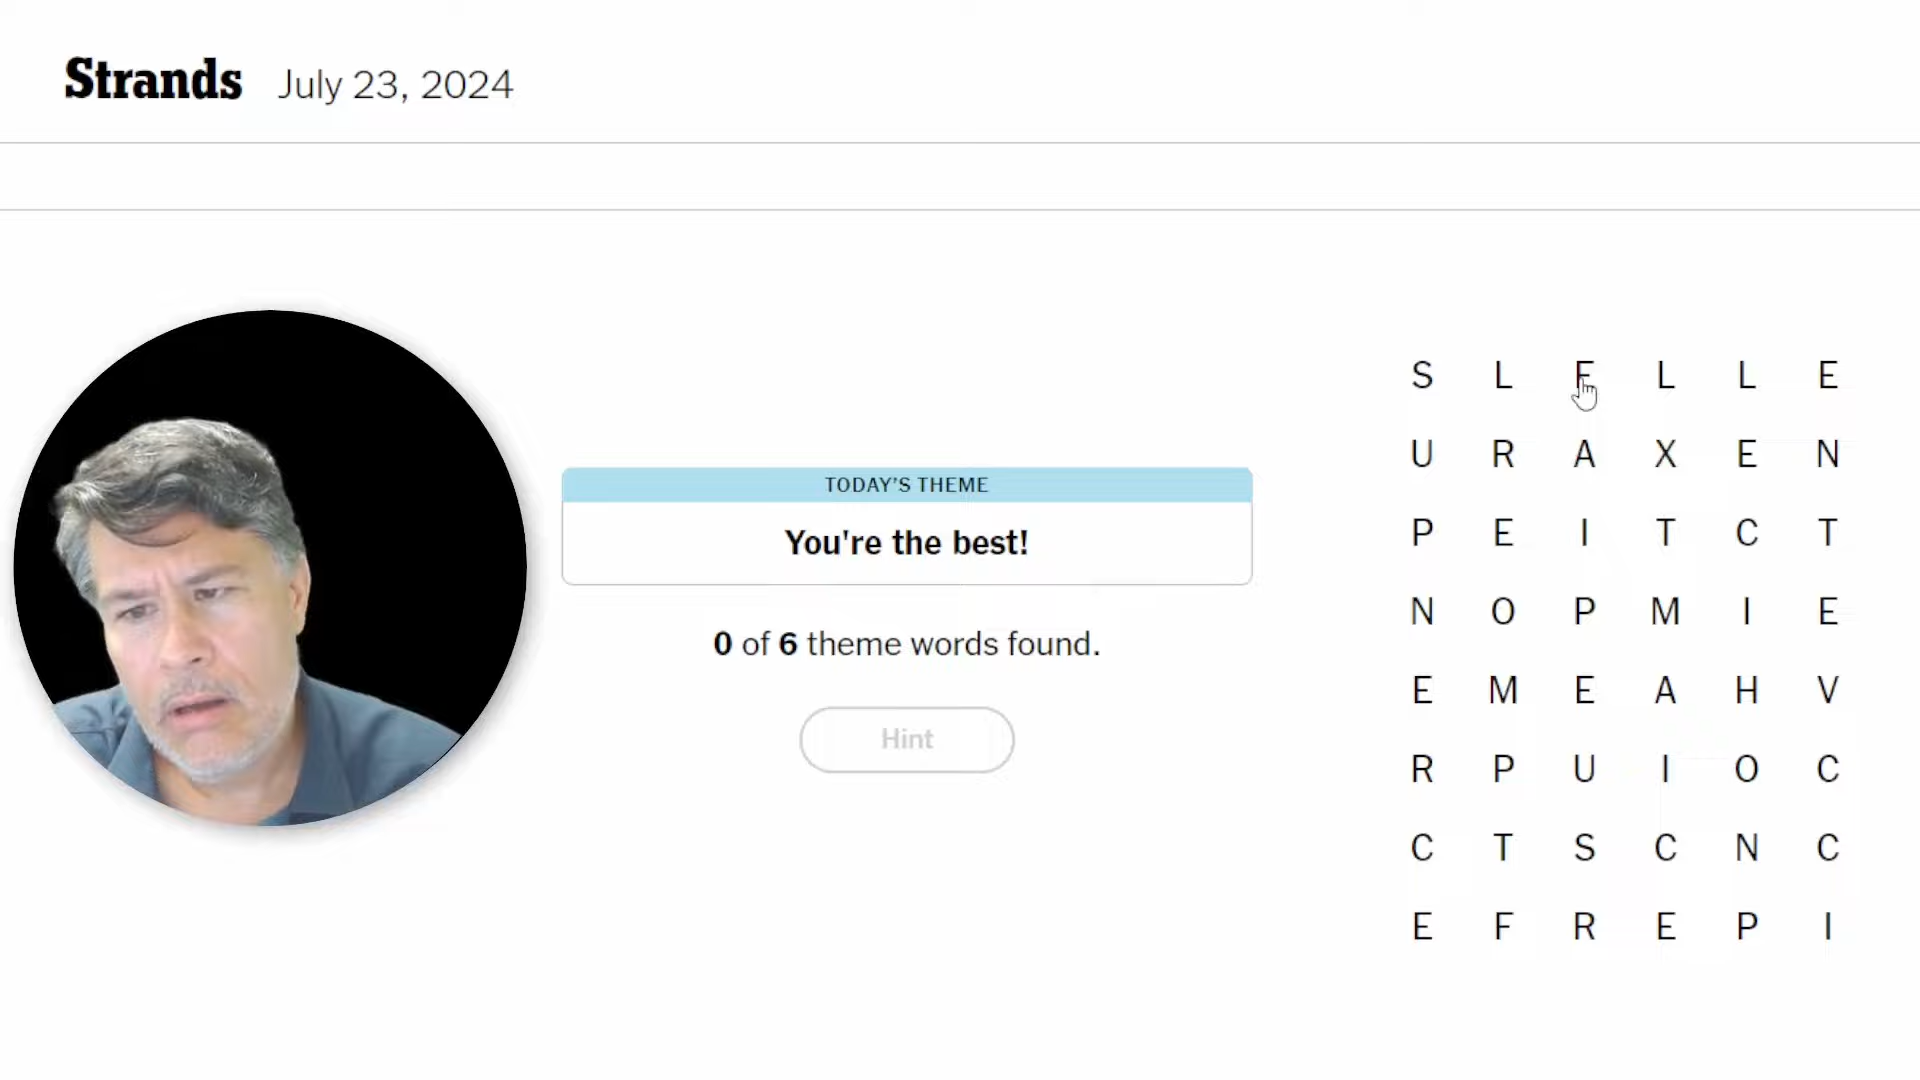 Strands July 23, 2024
TODAY'S THEME
You're the best!
0 of 6 theme words found.
Hint
S L E L L E
U R A X E N
P E I T C T
N O P M I E
E M E A H V
R P U I O C
C T S C N C
E F R E P I